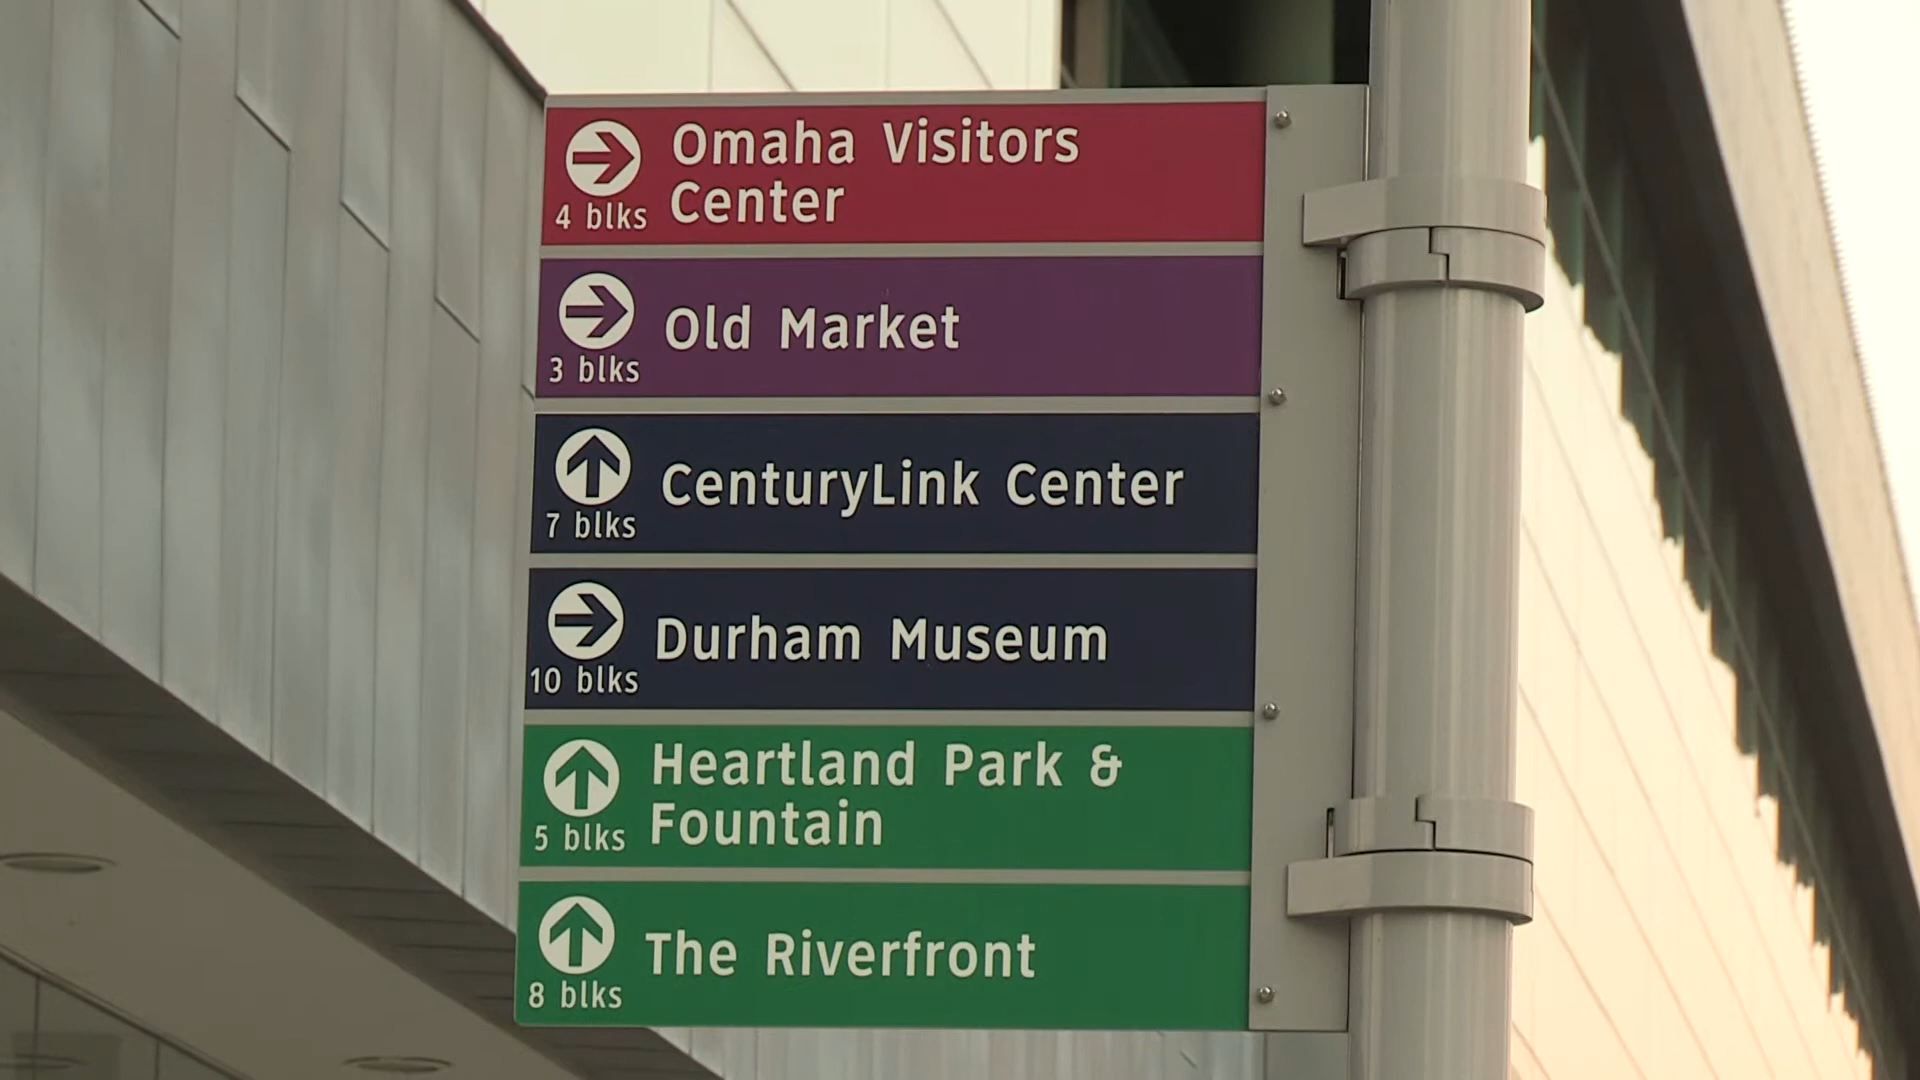 Omaha Visitors
Center
4 blks
Old Market
3 blks
CenturyLink Center
7 blks
Durham Museum
10 blks
Heartland Park &
Fountain
5 blks
The Riverfront
8 blks